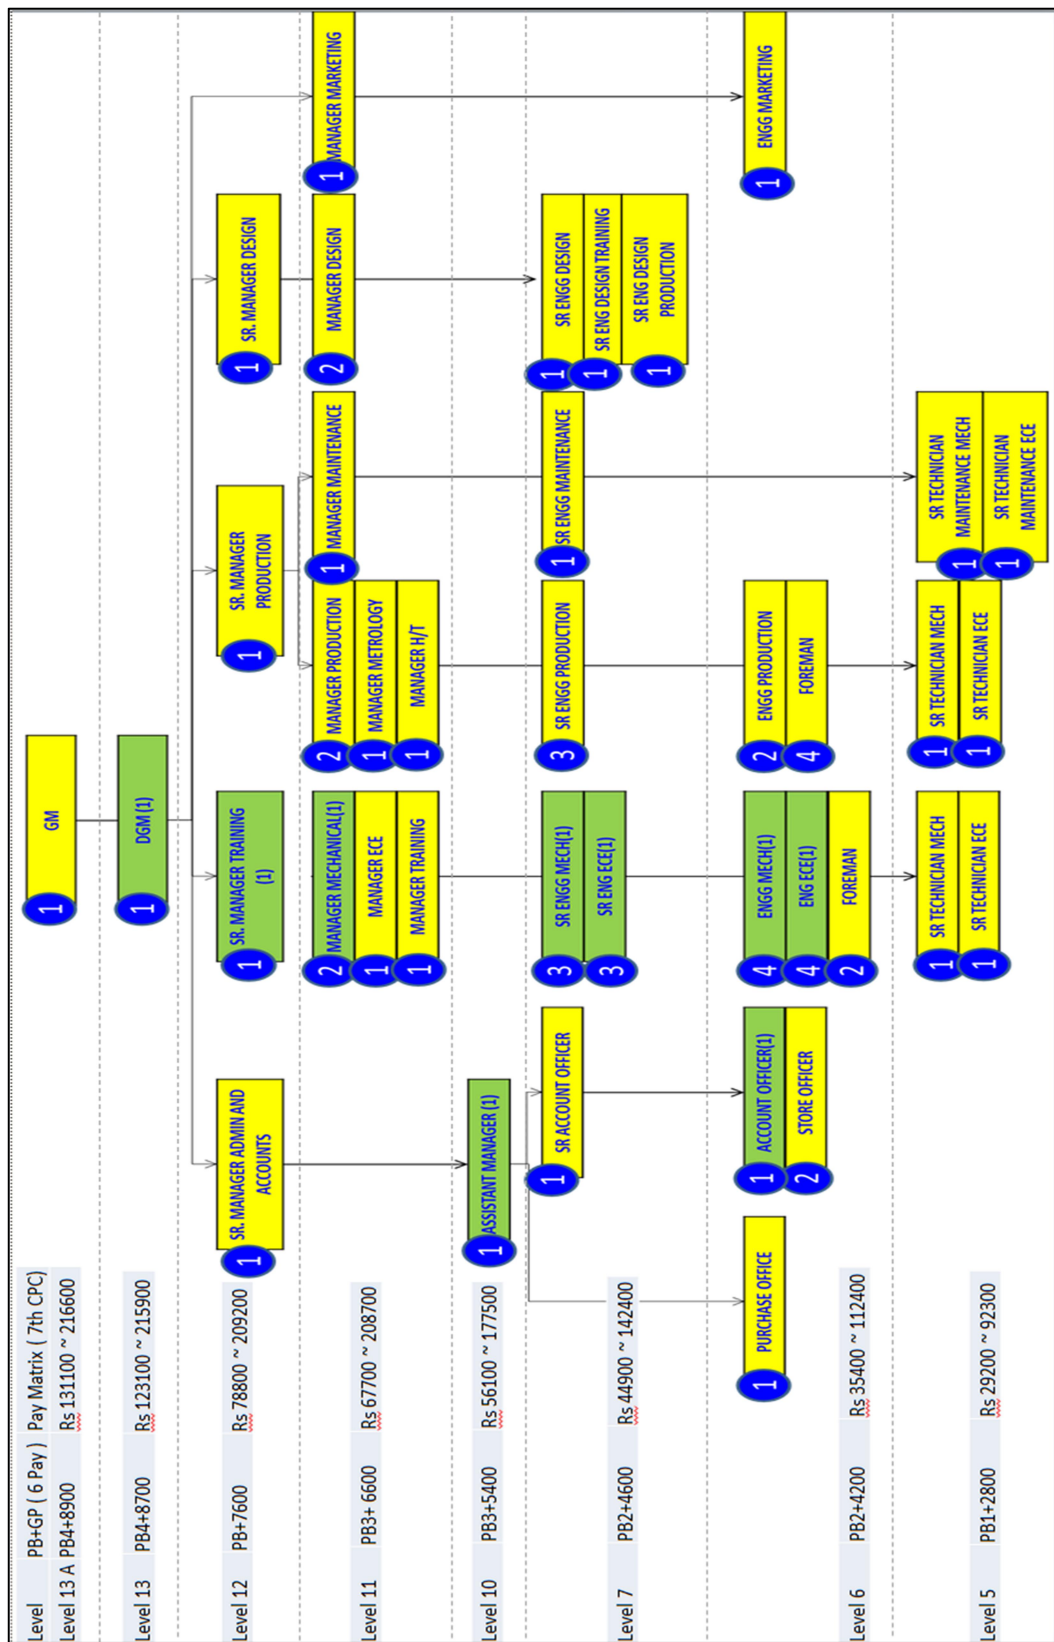 Level PB+GP ( 6 Pay ) Pay Matrix ( 7th CPC)
Level 13 A PB4+8900 Rs 131100 ~ 216600
GM
1
Level 13 PB4+8700 Rs 123100 ~ 215900
DGM (1)
1
Level 12 PB+7600 Rs 78800 ~ 209200
SR. MANAGER ADMIN AND
ACCOUNTS
1
SR. MANAGER TRAINING
(1)
1
SR. MANAGER
PRODUCTION
1
SR. MANAGER DESIGN
1
Level 11 PB3+ 6600 Rs 67700 ~ 208700
MANAGER MECHANICAL(1)
2
MANAGER ECE
1
MANAGER TRAINING
1
MANAGER PRODUCTION
2
MANAGER METROLOGY
1
MANAGER H/T
1
MANAGER MAINTENANCE
1
MANAGER DESIGN
2
MANAGER MARKETING
1
Level 10 PB3+5400 Rs 56100 ~ 177500
ASSISTANT MANAGER (1)
1
Level 7 PB2+4600 Rs 44900 ~ 142400
SR ACCOUNT OFFICER
1
SR ENGG MECH(1)
3
SR ENG ECE(1)
3
SR ENGG PRODUCTION
3
SR ENGG MAINTENANCE
1
SR ENGG DESIGN
1
SR ENG DESIGN TRAINING
1
SR ENG DESIGN
PRODUCTION
1
Level 6 PB2+4200 Rs 35400 ~ 112400
PURCHASE OFFICE
1
ACCOUNT OFFICER(1)
1
STORE OFFICER
2
ENGG MECH(1)
4
ENG ECE(1)
4
FOREMAN
2
ENGG PRODUCTION
2
FOREMAN
4
ENGG MARKETING
1
Level 5 PB1+2800 Rs 29200 ~ 92300
SR TECHNICIAN MECH
1
SR TECHNICIAN ECE
1
SR TECHNICIAN MECH
1
SR TECHNICIAN ECE
1
SR TECHNICIAN
MAINTENANCE MECH
1
SR TECHNICIAN
MAINTENANCE ECE
1